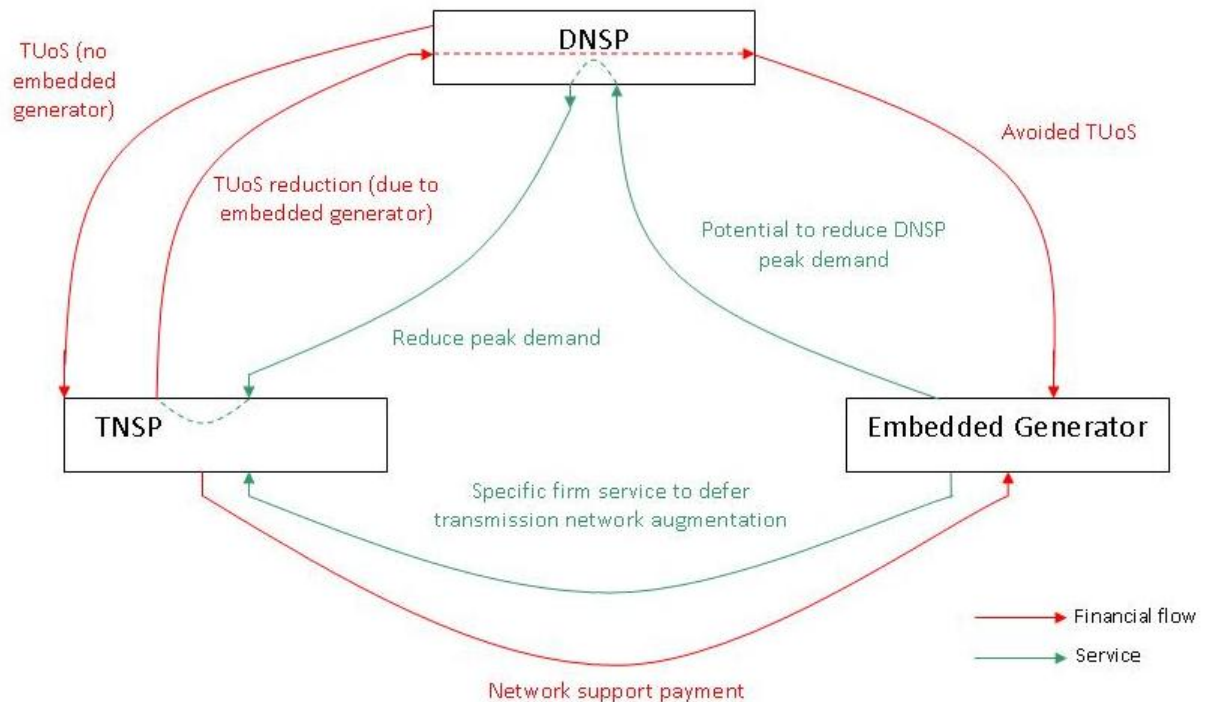 DNSP
TUoS (no
embedded
generator)
Avoided TUoS
TUoS reduction (due to
embedded generator)
Potential to reduce DNSP
peak demand
Reduce peak demand
TNSP
Embedded Generator
Specific firm service to defer
transmission network augmentation
Financial flow
Service
Network support payment